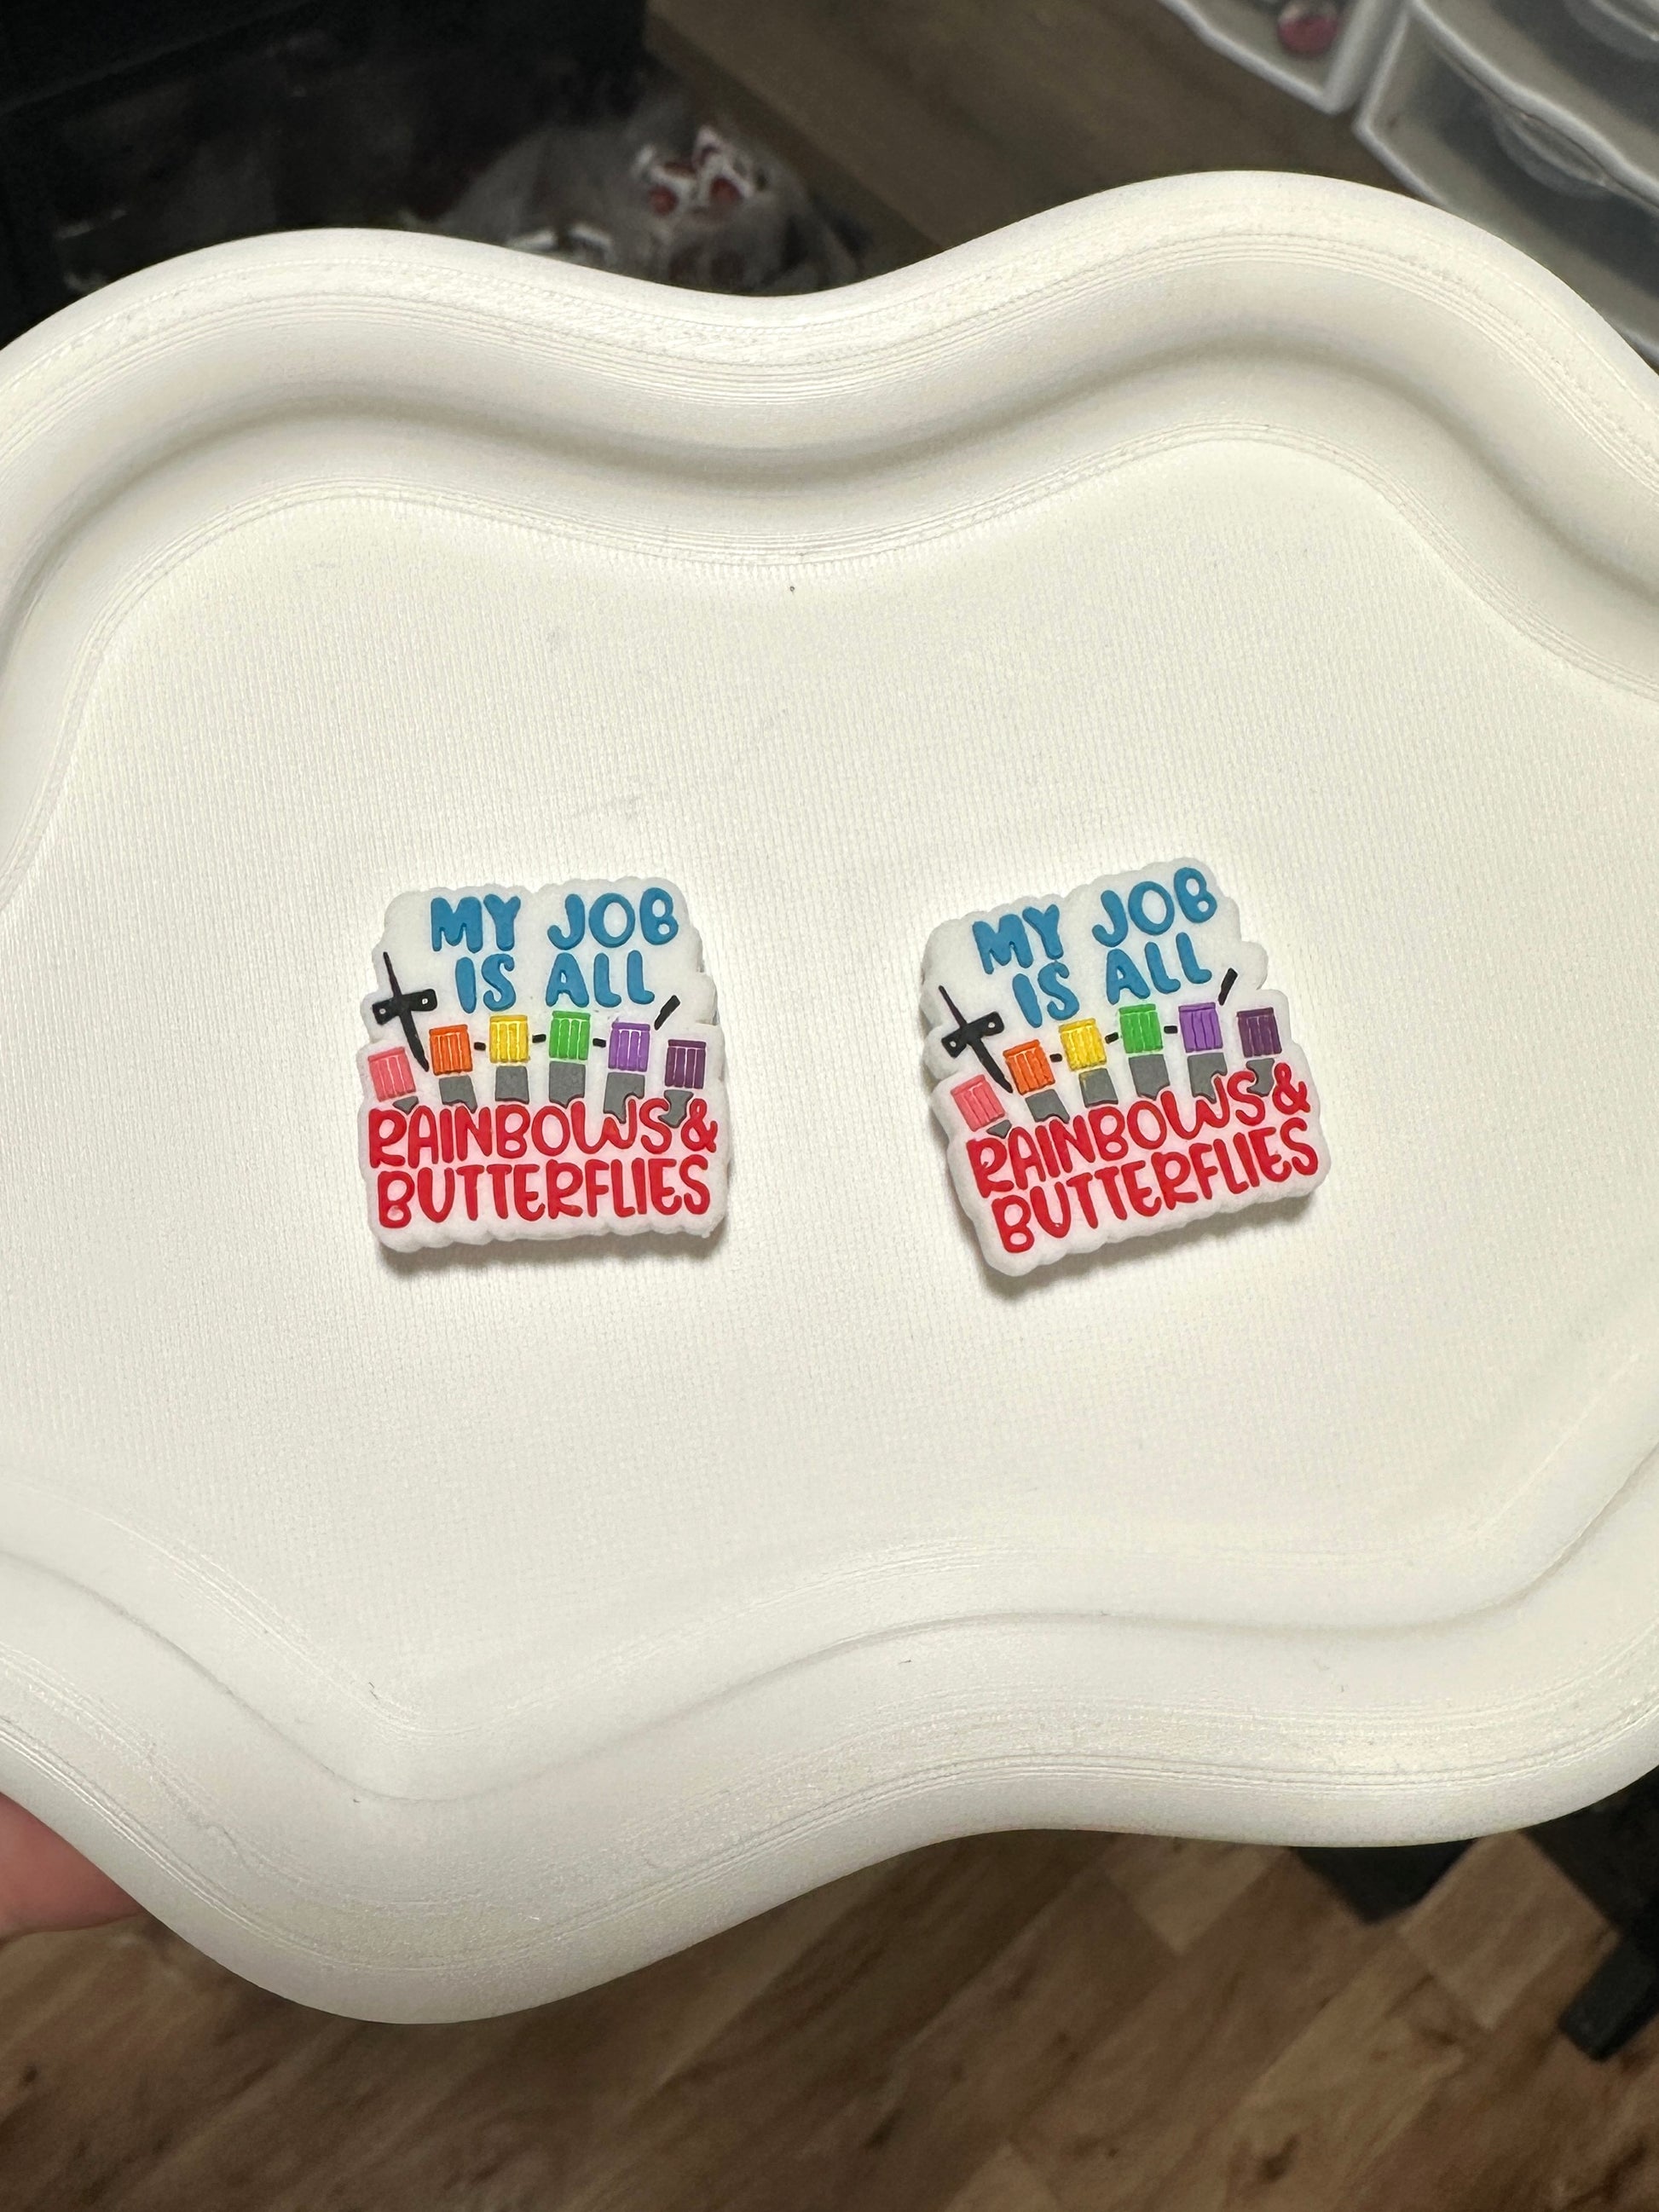 MY JOB
IS ALL
RAINBOWS &
BUTTERFLIES
MY JOB
IS ALL
RAINBOWS &
BUTTERFLIES